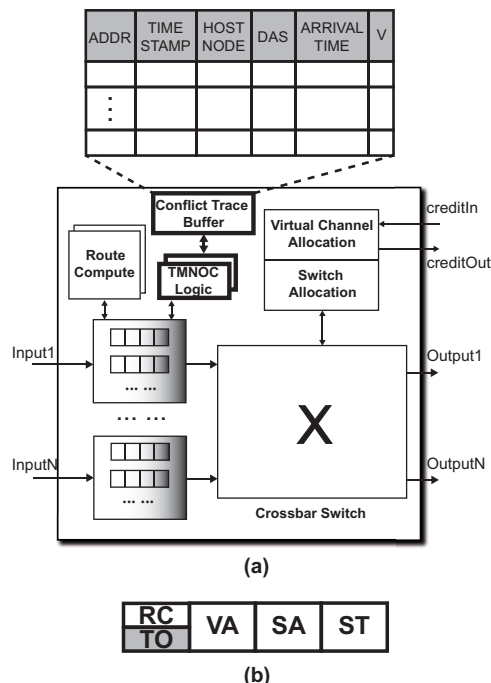 ADDR TIME STAMP HOST NODE DAS ARRIVAL TIME V
⋮
Conflict Trace
Buffer
Virtual Channel
Allocation
creditIn
creditOut
Route
Compute
TMNOC
Logic
Switch
Allocation
Input1
... ...
Output1
... ...
X
InputN
... ...
OutputN
Crossbar Switch
(a)
RC VA SA ST
TO
(b)